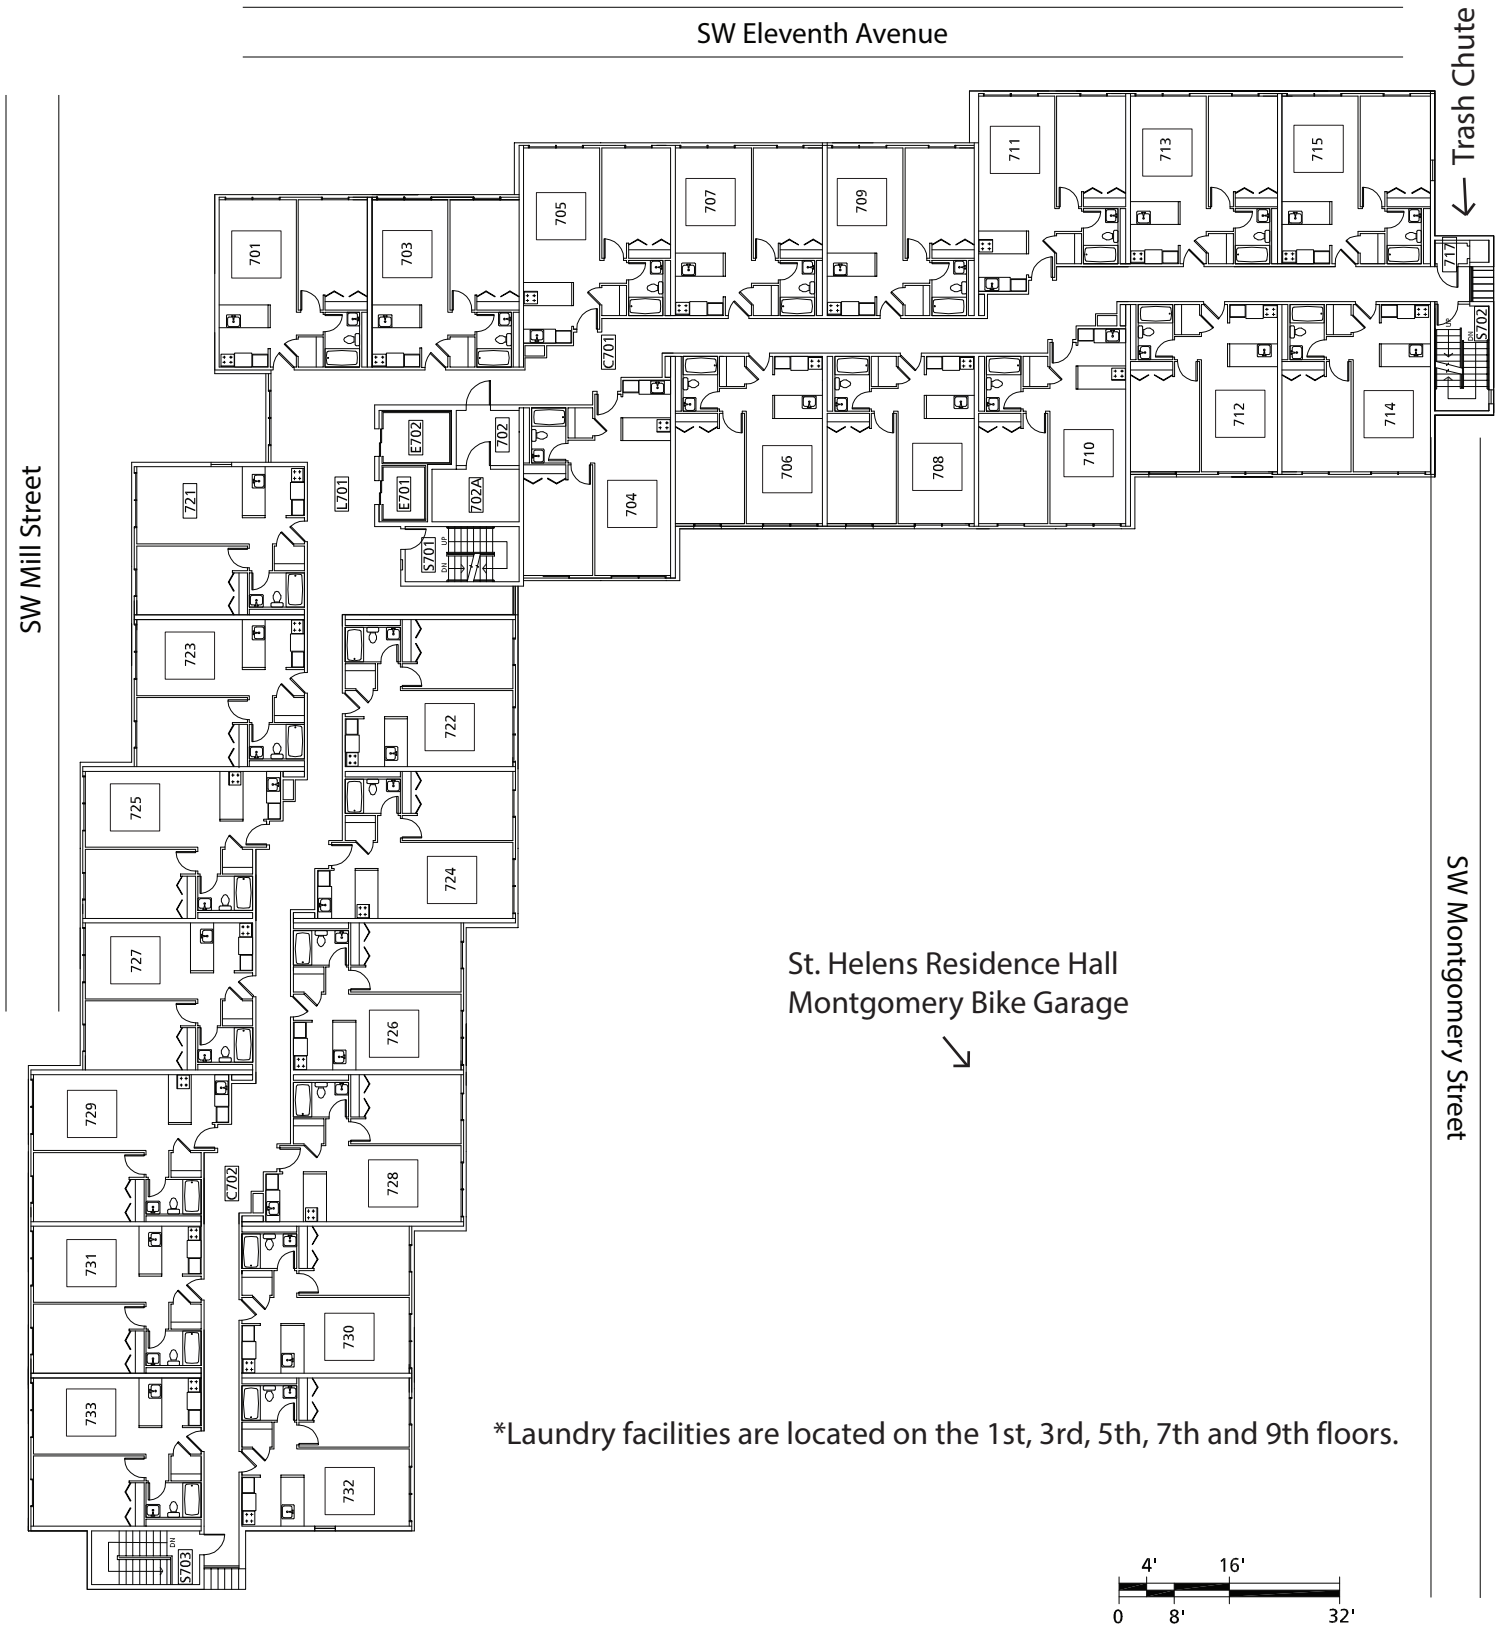 SW Eleventh Avenue
Trash Chute
SW Mill Street
SW Montgomery Street
711
713
715
705
707
709
701
703
717
C701
UP
DN
S702
E702
702
E701
702A
L701
S701
UP
DN
704
706
708
710
712
714
721
723
722
725
724
727
726
729
728
C702
731
730
733
732
DN
S703
St. Helens Residence Hall
Montgomery Bike Garage
*Laundry facilities are located on the 1st, 3rd, 5th, 7th and 9th floors.
4' 16'
0 8' 32'